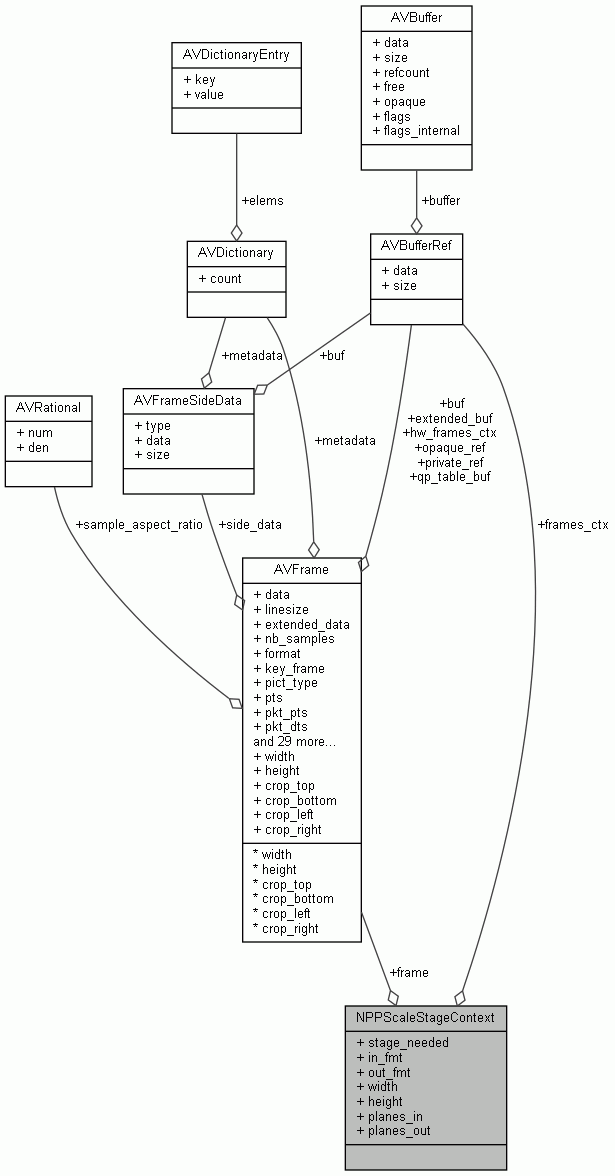 AVBuffer
+ data
+ size
+ refcount
+ free
+ opaque
+ flags
+ flags_internal
AVDictionaryEntry
+ key
+ value
+elems
+buffer
AVDictionary
+ count
AVBufferRef
+ data
+ size
+metadata
+buf
AVRational
+ num
+ den
AVFrameSideData
+ type
+ data
+ size
+metadata
+buf
+extended_buf
+hw_frames_ctx
+opaque_ref
+private_ref
+qp_table_buf
+sample_aspect_ratio
+side_data
+frames_ctx
AVFrame
+ data
+ linesize
+ extended_data
+ nb_samples
+ format
+ key_frame
+ pict_type
+ pts
+ pkt_pts
+ pkt_dts
and 29 more...
+ width
+ height
+ crop_top
+ crop_bottom
+ crop_left
+ crop_right
* width
* height
* crop_top
* crop_bottom
* crop_left
* crop_right
+frame
NPPScaleStageContext
+ stage_needed
+ in_fmt
+ out_fmt
+ width
+ height
+ planes_in
+ planes_out